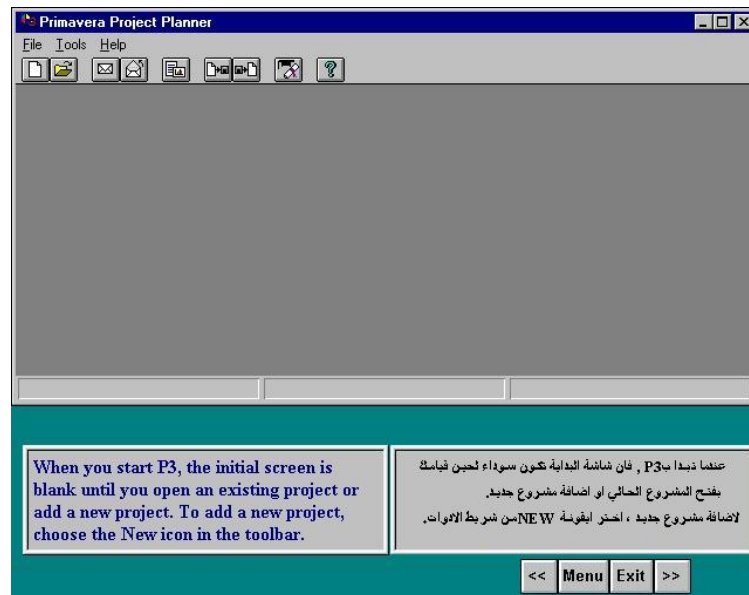 Primavera Project Planner
File Tools Help
When you start P3, the initial screen is
blank until you open an existing project or
add a new project. To add a new project,
choose the New icon in the toolbar.
عندما تبدا بP3 , فان شاشة البداية تكون سوداء لحين قيامك
بفتح المشروع الحالي او اضافة مشروع جديد.
لاضافة مشروع جديد ، اختر ايقونة NEWمن شريط الادوات.
<< Menu Exit >>